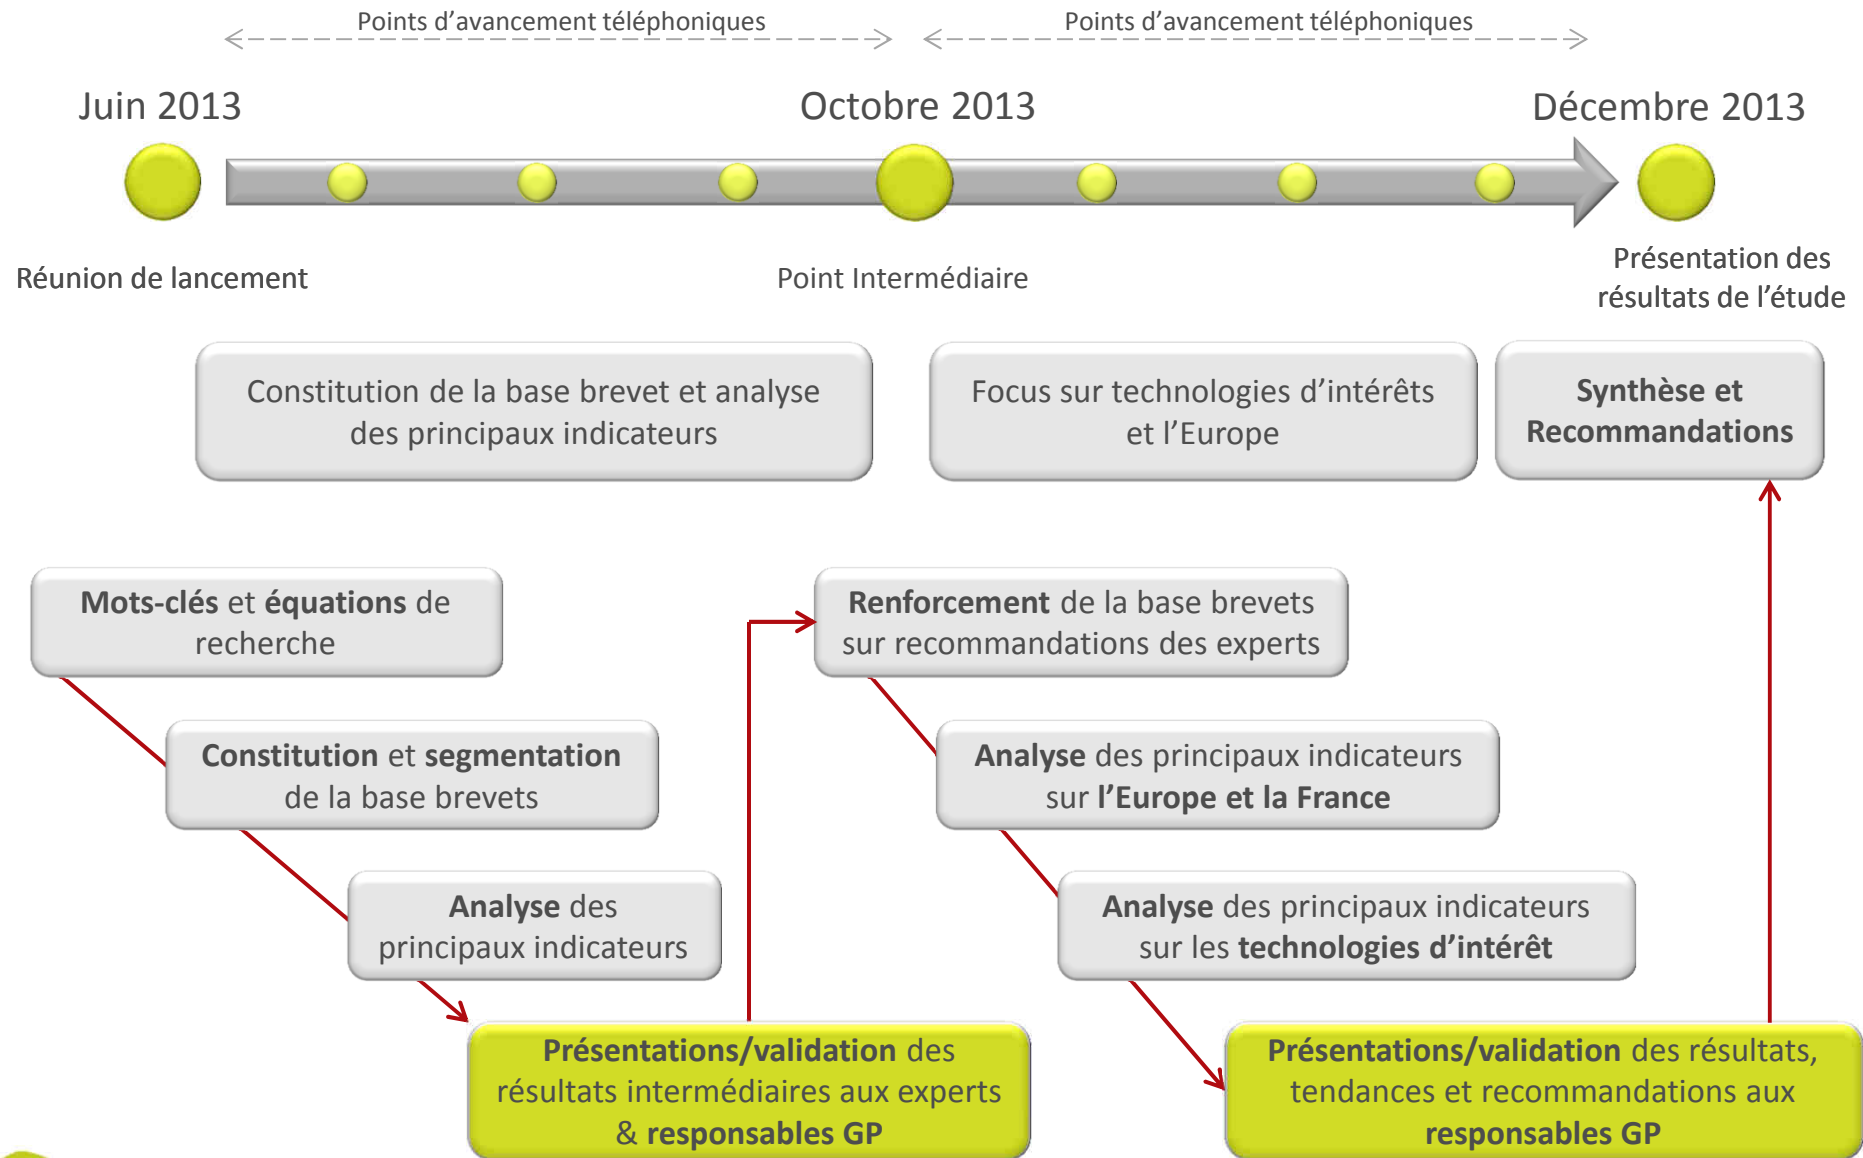 Points d’avancement téléphoniques
Points d’avancement téléphoniques
Juin 2013
Octobre 2013
Décembre 2013
Réunion de lancement
Point Intermédiaire
Présentation des
résultats de l’étude
Constitution de la base brevet et analyse
des principaux indicateurs
Focus sur technologies d’intérêts
et l’Europe
Synthèse et
Recommandations
Mots-clés et équations de
recherche
Constitution et segmentation
de la base brevets
Analyse des
principaux indicateurs
Présentations/validation des
résultats intermédiaires aux experts
& responsables GP
Renforcement de la base brevets
sur recommandations des experts
Analyse des principaux indicateurs
sur l’Europe et la France
Analyse des principaux indicateurs
sur les technologies d’intérêt
Présentations/validation des résultats,
tendances et recommandations aux
responsables GP